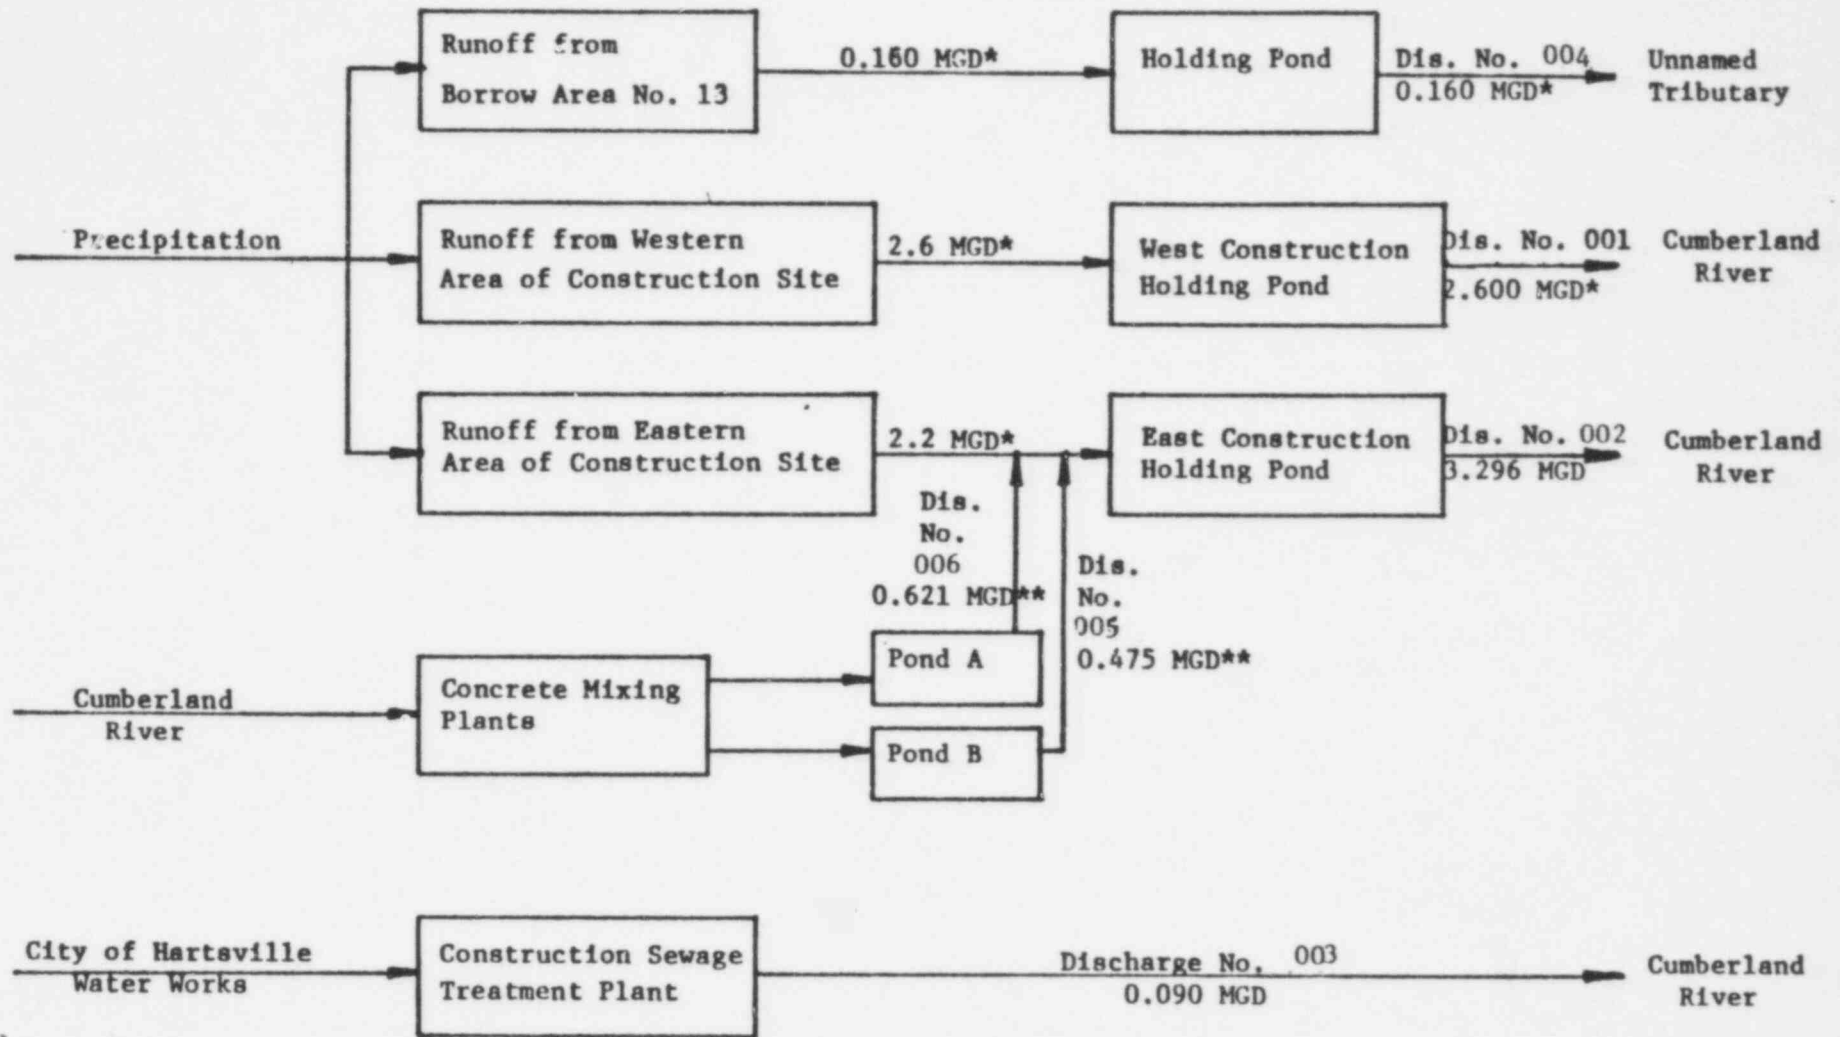 Runoff from
Borrow Area No. 13
0.160 MGD*
Holding Pond
Dis. No. 004
0.160 MGD*
Unnamed
Tributary
Precipitation
Runoff from Western
Area of Construction Site
2.6 MGD*
West Construction
Holding Pond
Dis. No. 001
2.600 MGD*
Cumberland
River
Runoff from Eastern
Area of Construction Site
2.2 MGD*
East Construction
Holding Pond
Dis. No. 002
3.296 MGD
Cumberland
River
Dis.
No.
006
0.621 MGD**
Dis.
No.
005
0.475 MGD**
Cumberland
River
Concrete Mixing
Plants
Pond A
Pond B
City of Hartsville
Water Works
Construction Sewage
Treatment Plant
Discharge No. 003
0.090 MGD
Cumberland
River